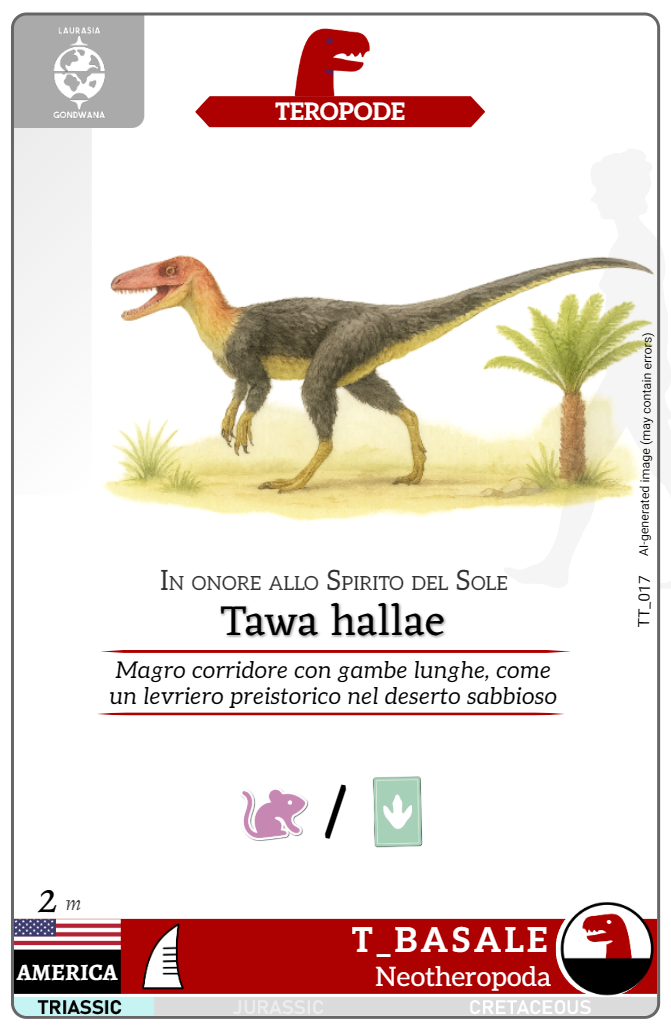 LAURASIA
GONDWANA
TEROPODE
AI-generated image (may contain errors)
TT_017
In onore allo Spirito del Sole
Tawa hallae
Magro corridore con gambe lunghe, come
un levriero preistorico nel deserto sabbioso
/
2 m
AMERICA
T_BASALE
Neotheropoda
TRIASSIC
JURASSIC
CRETACEOUS